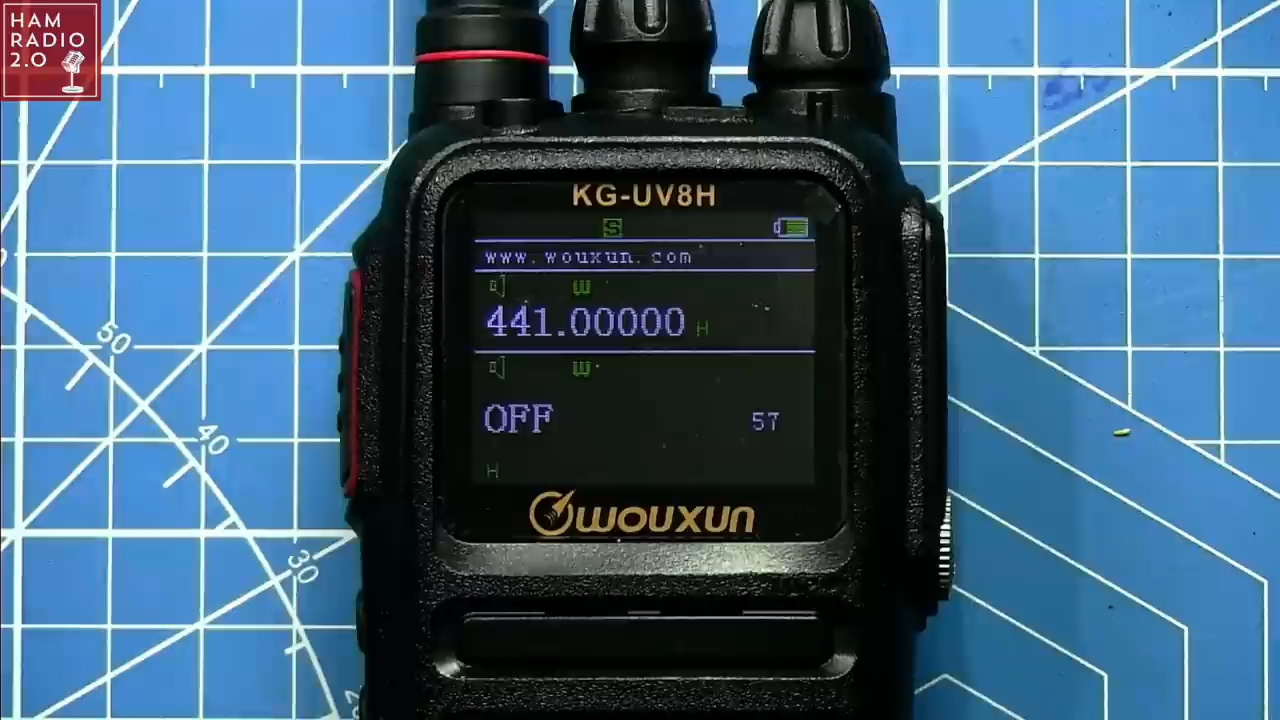 HAM
RADIO
2.0
KG-UV8H
S
www.wouxun.com
W
441.00000 H
W
OFF 57
H
WOUXUN
50
40
30